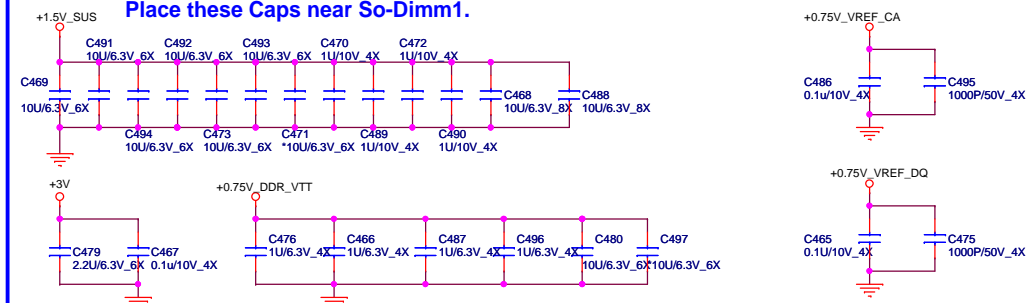 Place these Caps near So-Dimm1.
+1.5V_SUS
+0.75V_VREF_CA
C491
10U/6.3V_6X
C492
10U/6.3V_6X
C493
10U/6.3V_6X
C470
1U/10V_4X
C472
1U/10V_4X
C469
10U/6.3V_6X
C468
10U/6.3V_8X
C488
10U/6.3V_8X
C486
0.1u/10V_4X
C495
1000P/50V_4X
C494
10U/6.3V_6X
C473
10U/6.3V_6X
C471
*10U/6.3V_6X
C489
1U/10V_4X
C490
1U/10V_4X
+3V
+0.75V_DDR_VTT
+0.75V_VREF_DQ
C479
2.2U/6.3V_6X
C467
0.1u/10V_4X
C476
1U/6.3V_4X
C466
1U/6.3V_4X
C487
1U/6.3V_4X
C496
1U/6.3V_4X
C480
10U/6.3V_6X
C497
*10U/6.3V_6X
C465
0.1U/10V_4X
C475
1000P/50V_4X